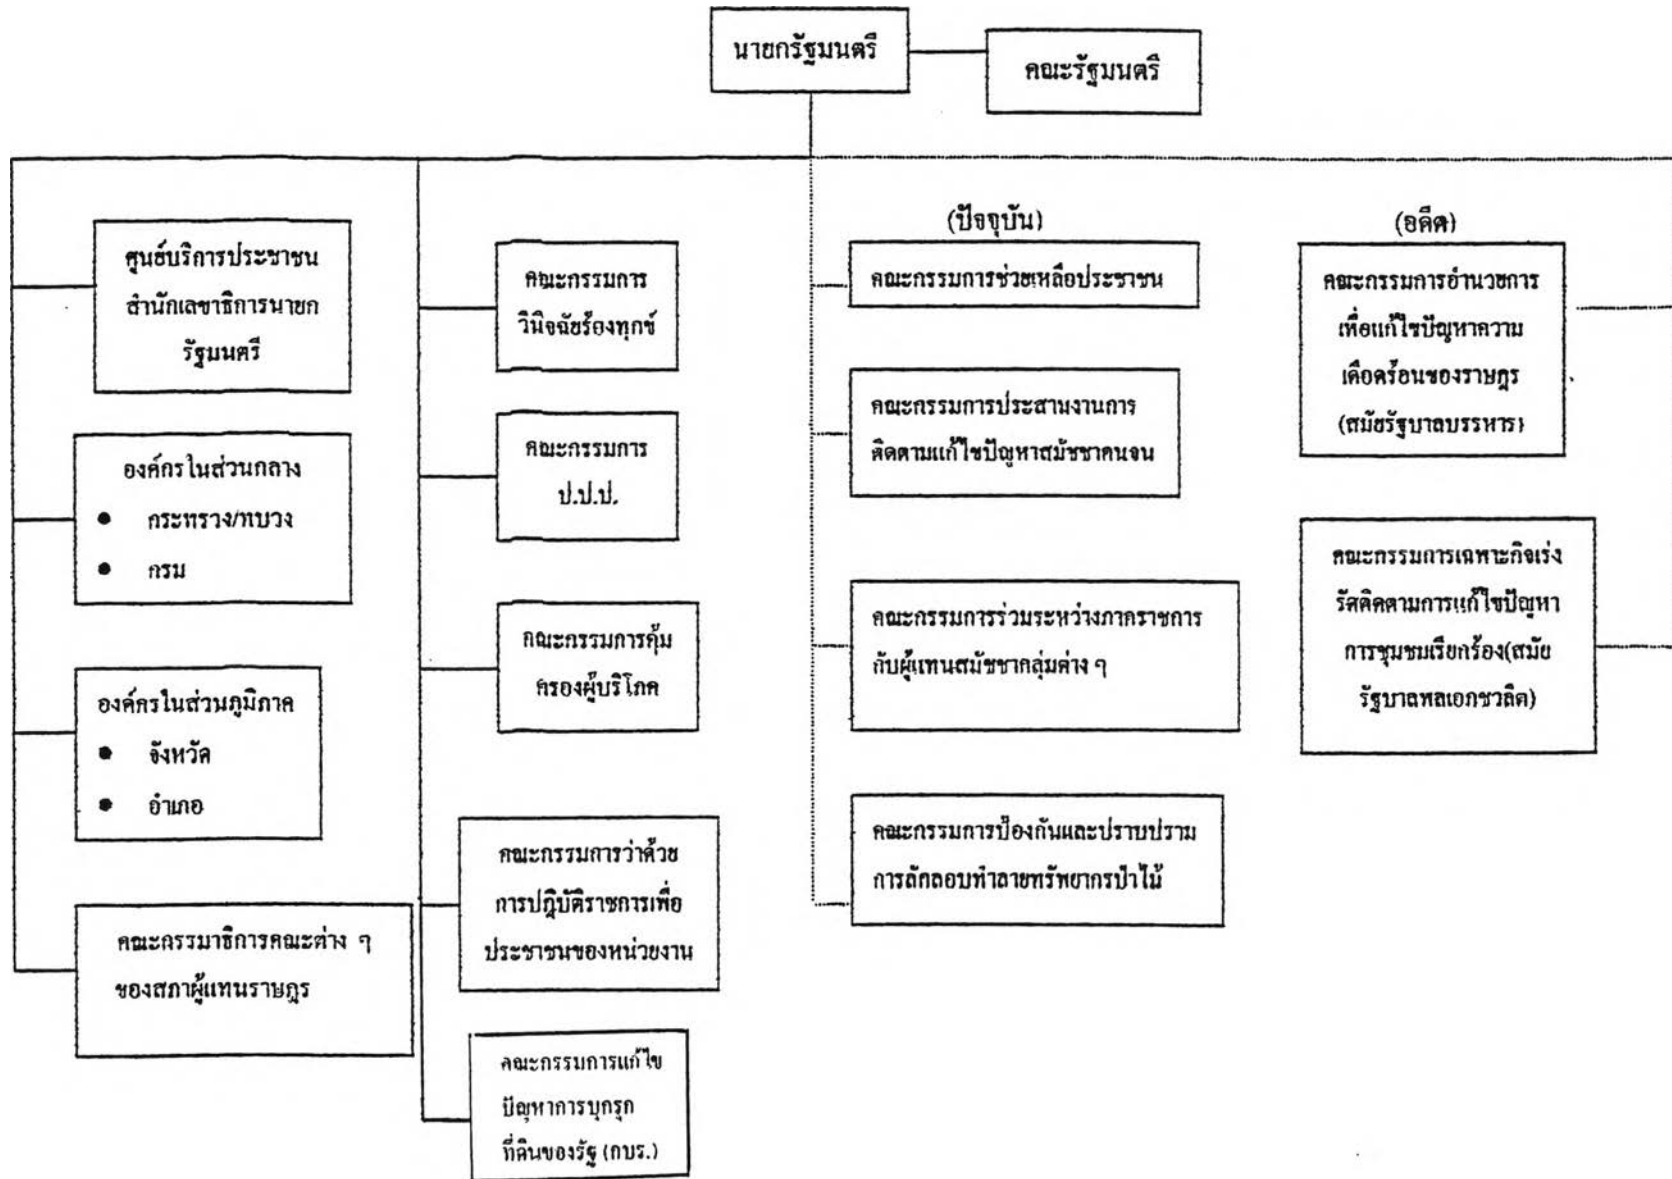 นายกรัฐมนตรี
คณะรัฐมนตรี
ศูนย์บริการประชาชน
สำนักเลขาธิการนายก
รัฐมนตรี
องค์กรในส่วนกลาง
● กระทรวง/ทบวง
● กรม
องค์กรในส่วนภูมิภาค
● จังหวัด
● อำเภอ
คณะกรรมาธิการคณะต่าง ๆ
ของสภาผู้แทนราษฎร
คณะกรรมการ
วินิจฉัยร้องทุกข์
คณะกรรมการ
ป.ป.ป.
คณะกรรมการคุ้ม
ครองผู้บริโภค
คณะกรรมการว่าด้วย
การปฏิบัติราชการเพื่อ
ประชาชนของหน่วยงาน
คณะกรรมการแก้ไข
ปัญหาการบุกรุก
ที่ดินของรัฐ (กบร.)
(ปัจจุบัน)
คณะกรรมการช่วยเหลือประชาชน
คณะกรรมการประสานงานการ
ติดตามแก้ไขปัญหาสมัชชาคนจน
คณะกรรมการร่วมระหว่างภาคราชการ
กับผู้แทนสมัชชากลุ่มต่าง ๆ
คณะกรรมการป้องกันและปราบปราม
การลักลอบทำลายทรัพยากรป่าไม้
(อดีต)
คณะกรรมการอำนวยการ
เพื่อแก้ไขปัญหาความ
เดือดร้อนของราษฎร
(สมัยรัฐบาลบรรหาร)
คณะกรรมการเฉพาะกิจเร่ง
รัดติดตามการแก้ไขปัญหา
การชุมชมเรียกร้อง(สมัย
รัฐบาลพลเอกชวลิต)